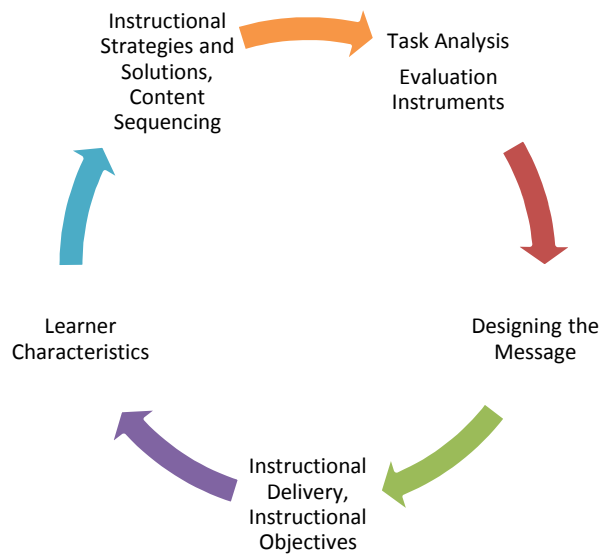 Instructional
Strategies and
Solutions,
Content
Sequencing
Task Analysis
Evaluation
Instruments
Designing the
Message
Instructional
Delivery,
Instructional
Objectives
Learner
Characteristics